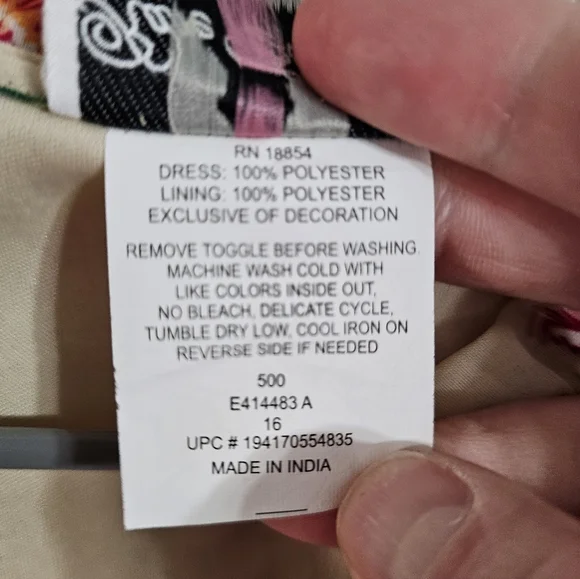 RN 18854
DRESS: 100% POLYESTER
LINING: 100% POLYESTER
EXCLUSIVE OF DECORATION
REMOVE TOGGLE BEFORE WASHING.
MACHINE WASH COLD WITH
LIKE COLORS INSIDE OUT,
NO BLEACH, DELICATE CYCLE,
TUMBLE DRY LOW, COOL IRON ON
REVERSE SIDE IF NEEDED
500
E414483 A
16
UPC # 194170554835
MADE IN INDIA